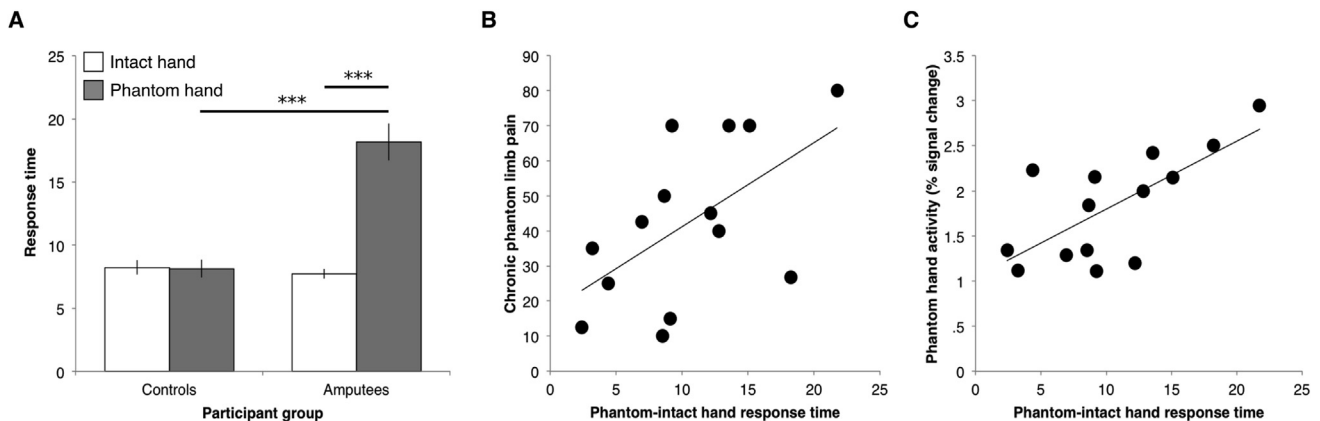 A
25
20
15
10
5
0
Response time
Intact hand
Phantom hand
***
***
Controls
Amputees
Participant group
B
90
80
70
60
50
40
30
20
10
0
Chronic phantom limb pain
0 5 10 15 20 25
Phantom-intact hand response time
C
3.5
3
2.5
2
1.5
1
.5
0
Phantom hand activity (% signal change)
0 5 10 15 20 25
Phantom-intact hand response time